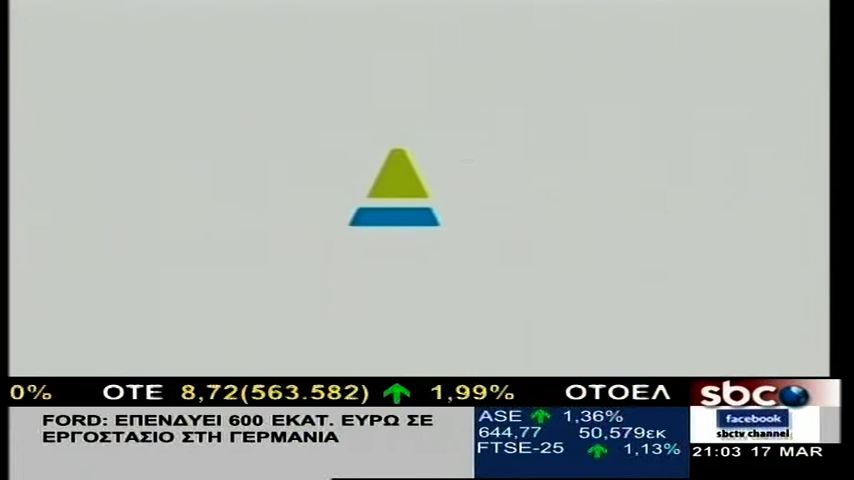 0% ΟΤΕ 8,72(563.582) 1,99% ΟΤΟΕΛ
FORD: ΕΠΕΝΔΥΕΙ 600 ΕΚΑΤ. ΕΥΡΩ ΣΕ
ΕΡΓΟΣΤΑΣΙΟ ΣΤΗ ΓΕΡΜΑΝΙΑ
ASE 1,36%
644,77 50,579εκ
FTSE-25 1,13%
sbc
facebook
sbctv channel
21:03 17 MAR